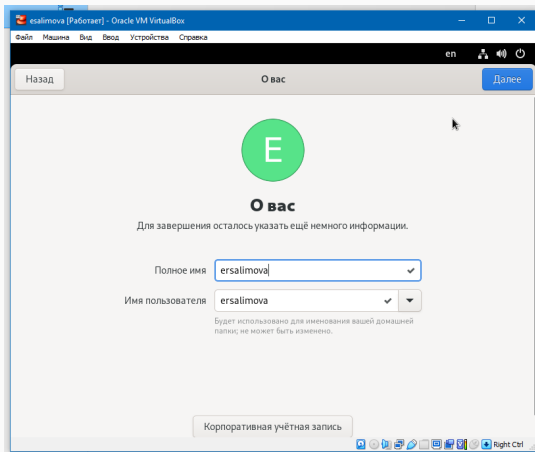 esalimova [Работает] - Oracle VM VirtualBox
Файл Машина Вид Ввод Устройства Справка
en
Назад О вас Далее
E
О вас
Для завершения осталось указать ещё немного информации.
Полное имя ersalimova
Имя пользователя ersalimova
Будет использовано для именования вашей домашней
папки; не может быть изменено.
Корпоративная учётная запись
Right Ctrl